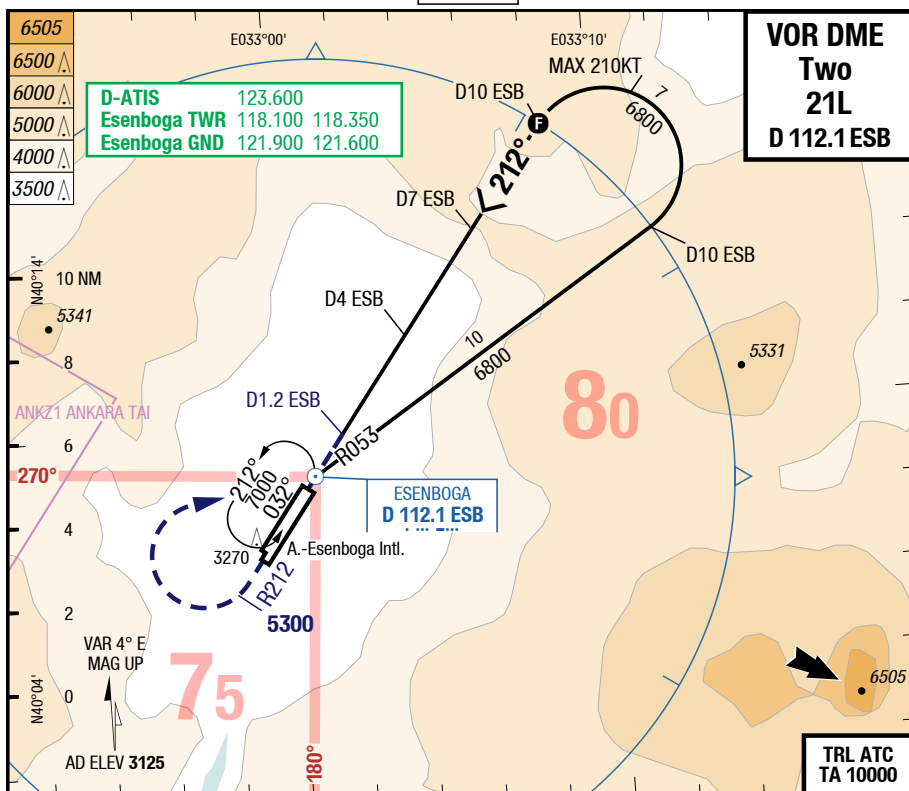 6505
6500
6000
5000
4000
3500
E033°00'
E033°10'
VOR DME
Two
21L
D 112.1 ESB
D-ATIS 123.600
Esenboga TWR 118.100 118.350
Esenboga GND 121.900 121.600
MAX 210KT
D10 ESB
7
6800
F
212°
D7 ESB
D10 ESB
N40°14'
10 NM
5341
D4 ESB
8
10
6800
5331
ANKZ1 ANKARA TAI
D1.2 ESB
80
6
R053
270°
212°
7000
032°
ESENBOGA
D 112.1 ESB
4
3270
A.-Esenboga Intl.
R212
5300
2
VAR 4° E
MAG UP
75
N40°04'
0
6505
180°
AD ELEV 3125
TRL ATC
TA 10000